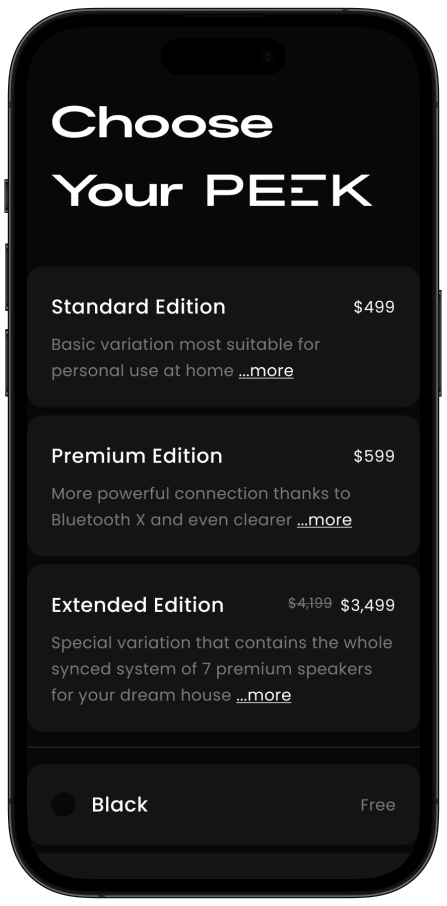 Choose
Your PEEK
Standard Edition $499
Basic variation most suitable for
personal use at home ...more
Premium Edition $599
More powerful connection thanks to
Bluetooth X and even clearer ...more
Extended Edition $4,199 $3,499
Special variation that contains the whole
synced system of 7 premium speakers
for your dream house ...more
Black Free